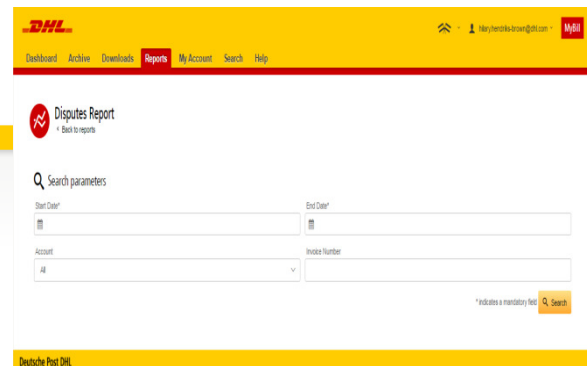 DHL
hilary.hendriks-brown@dhl.com
MyBill
Dashboard Archive Downloads Reports My Account Search Help
Disputes Report
Back to reports
Search parameters
Start Date* End Date*
Account Invoice Number
All
* indicates a mandatory field Search
Deutsche Post DHL